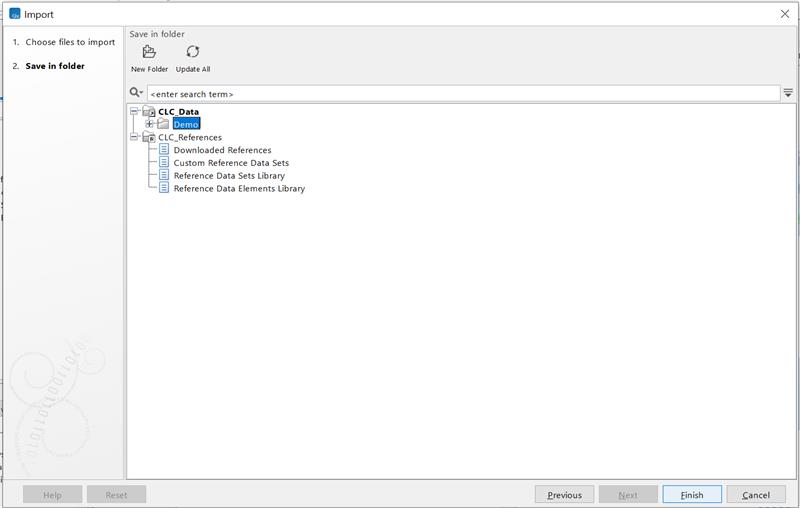 Import
1. Choose files to import
2. Save in folder
Save in folder
New Folder
Update All
<enter search term>
CLC_Data
Demo
CLC_References
Downloaded References
Custom Reference Data Sets
Reference Data Sets Library
Reference Data Elements Library
Help
Reset
Previous
Next
Finish
Cancel